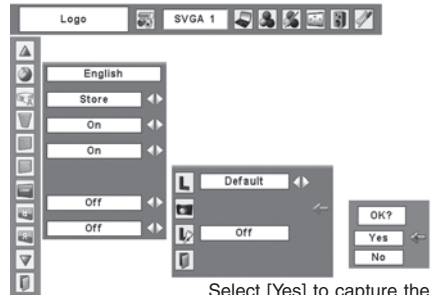 Logo
SVGA 1
English
Store
On
On
Default
Off
Off
Off
OK?
Yes
No
Select [Yes] to capture the